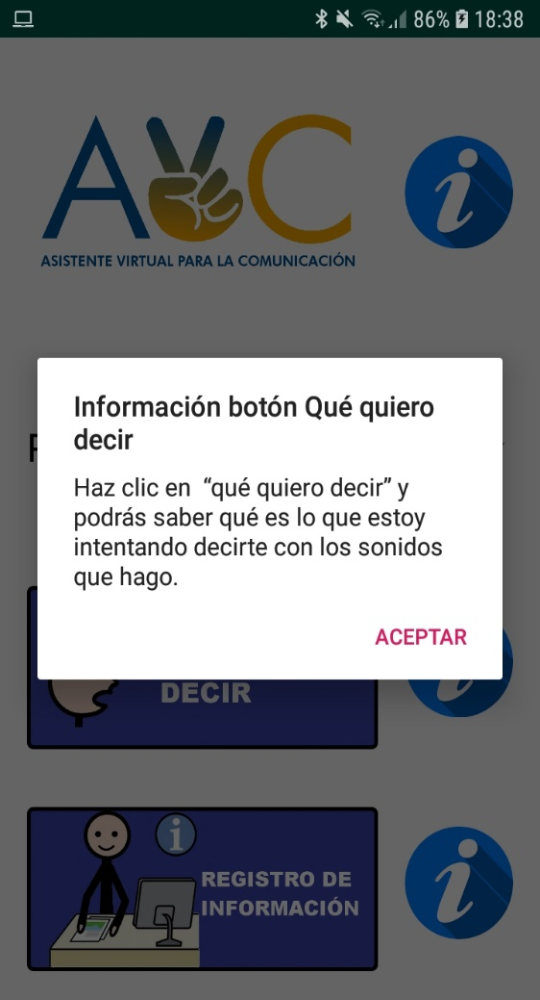 86% 18:38
AVC
ASISTENTE VIRTUAL PARA LA COMUNICACIÓN
Información botón Qué quiero
decir
Haz clic en “qué quiero decir” y
podrás saber qué es lo que estoy
intentando decirte con los sonidos
que hago.
ACEPTAR
DECIR
REGISTRO DE
INFORMACIÓN